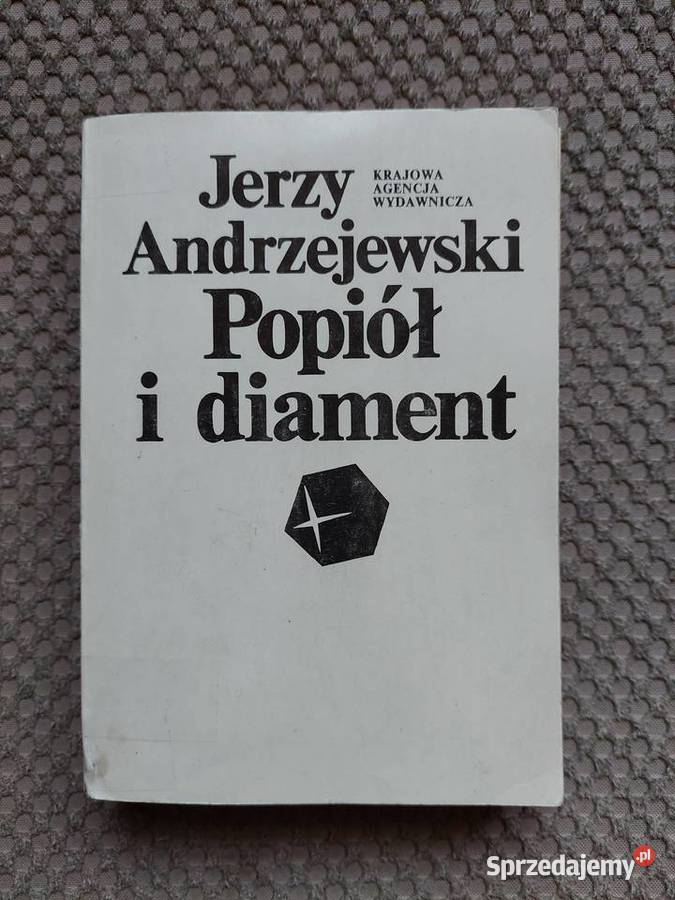 Jerzy
KRAJOWA
AGENCJA
WYDAWNICZA
Andrzejewski
Popiół
i diament
Sprzedajemy.pl